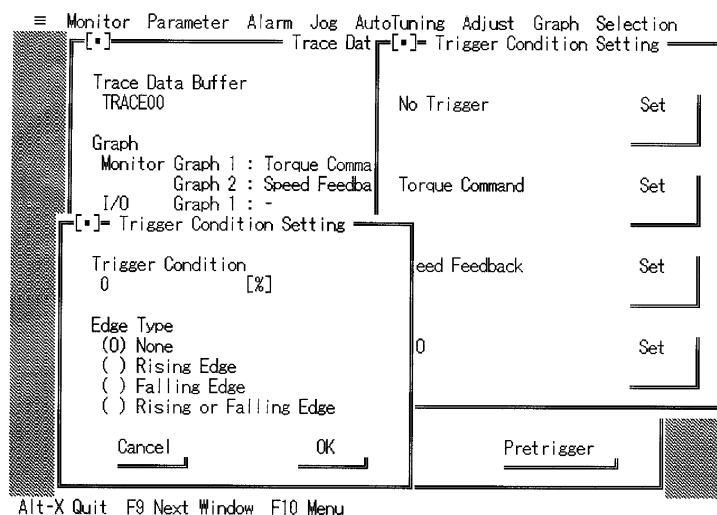 ≡ Monitor Parameter Alarm Jog AutoTuning Adjust Graph Selection
[▪] Trace Dat
Trace Data Buffer
TRACE00
Graph
Monitor Graph 1 : Torque Comma
Graph 2 : Speed Feedba
I/O Graph 1 : -
[▪] Trigger Condition Setting
No Trigger Set
Torque Command Set
eed Feedback Set
O Set
[▪] Trigger Condition Setting
Trigger Condition
0 [%]
Edge Type
(O) None
( ) Rising Edge
( ) Falling Edge
( ) Rising or Falling Edge
Cancel OK
Pretrigger
Alt-X Quit F9 Next Window F10 Menu